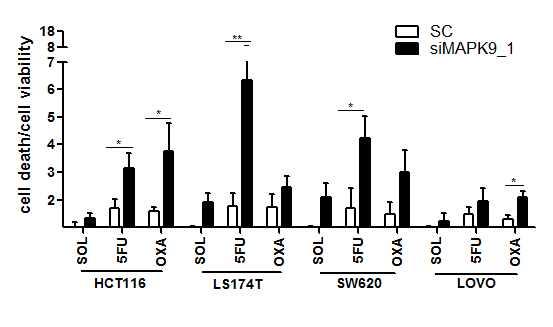 18
8
7
6
5
4
3
2
cell death/cell viability
SC
siMAPK9_1
*
*
**
*
*
SOL 5FU OXA SOL 5FU OXA SOL 5FU OXA SOL 5FU OXA
HCT116 LS174T SW620 LOVO